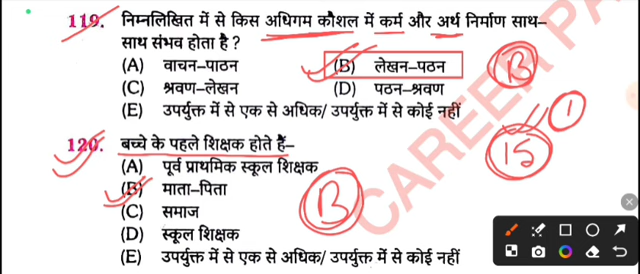 119. निम्नलिखित में से किस अधिगम कौशल में कर्म और अर्थ निर्माण साथ–
साथ संभव होता है ?
(A) वाचन–पाठन (B) लेखन–पठन
(C) श्रवण–लेखन (D) पठन–श्रवण
(E) उपर्युक्त में से एक से अधिक/ उपर्युक्त में से कोई नहीं
120. बच्चे के पहले शिक्षक होते हैं–
(A) पूर्व प्राथमिक स्कूल शिक्षक
(B) माता–पिता
(C) समाज
(D) स्कूल शिक्षक
(E) उपर्युक्त में से एक से अधिक/ उपर्युक्त में से कोई नहीं
B
1
15
B
CAREER PA